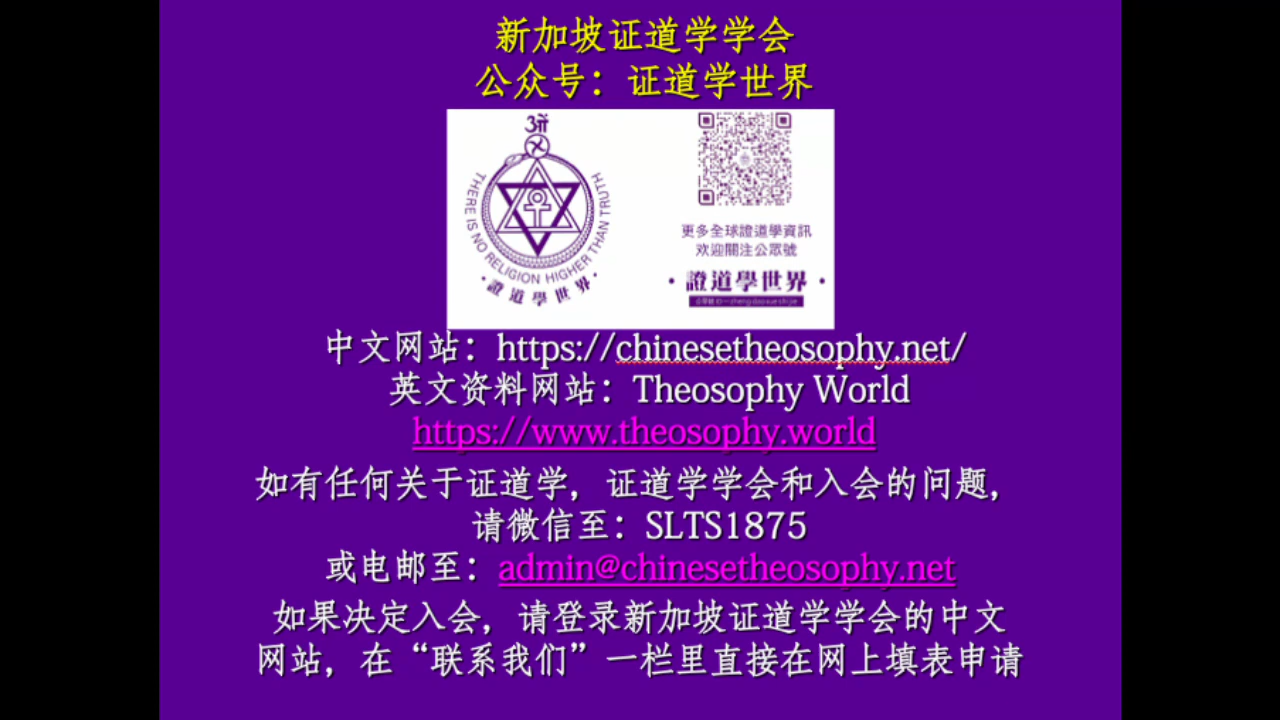 新加坡证道学学会
公众号：证道学世界
ॐ
THERE IS NO RELIGION HIGHER THAN TRUTH
·證道學世界·
更多全球證道學資訊
欢迎關注公眾號
·證道學世界·
中文网站：https://chinesetheosophy.net/
英文资料网站：Theosophy World
https://www.theosophy.world
如有任何关于证道学，证道学学会和入会的问题，
请微信至：SLTS1875
或电邮至：admin@chinesetheosophy.net
如果决定入会，请登录新加坡证道学学会的中文
网站，在“联系我们”一栏里直接在网上填表申请